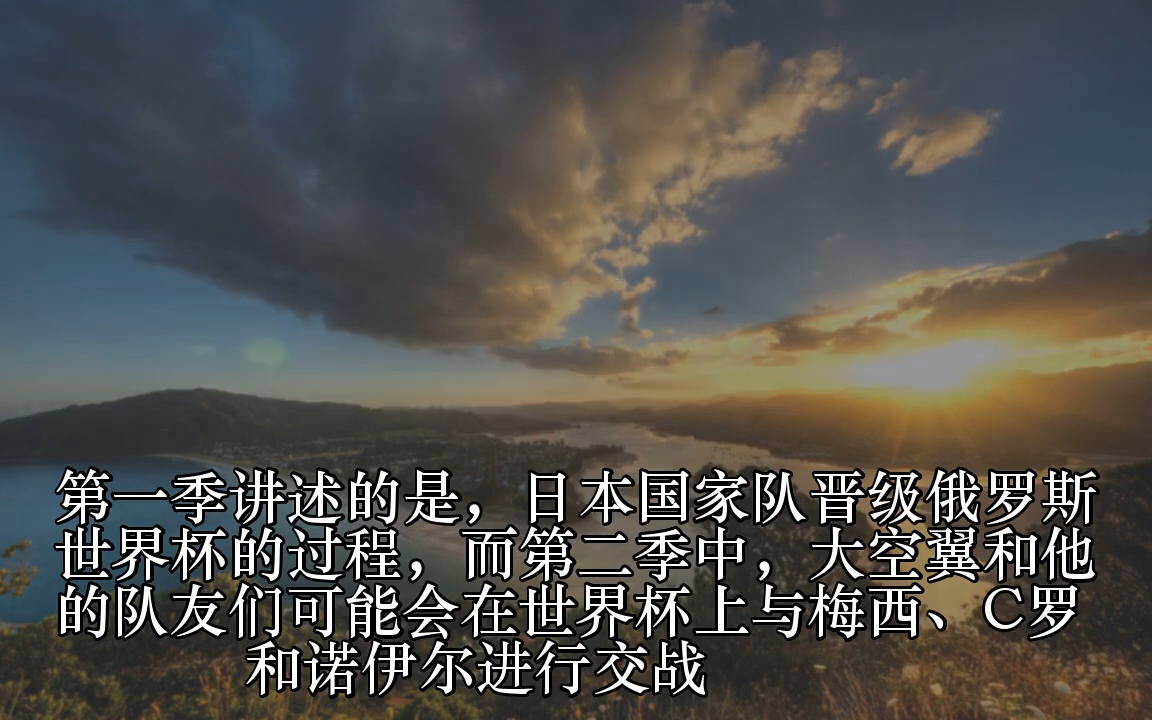 第一季讲述的是，日本国家队晋级俄罗斯
世界杯的过程，而第二季中，大空翼和他
的队友们可能会在世界杯上与梅西、C罗
和诺伊尔进行交战